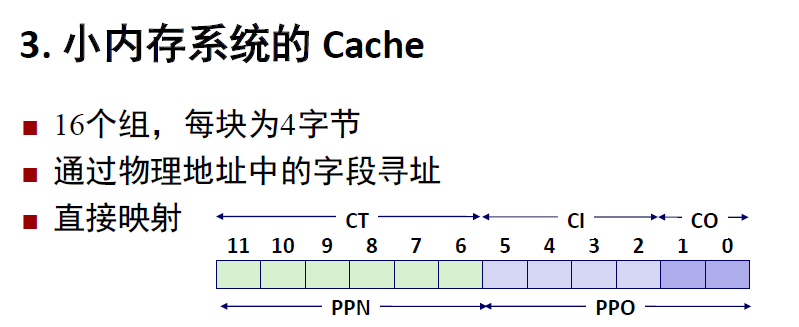 3. 小内存系统的 Cache
16个组，每块为4字节
通过物理地址中的字段寻址
直接映射
CT CI CO
11 10 9 8 7 6 5 4 3 2 1 0
PPN PPO